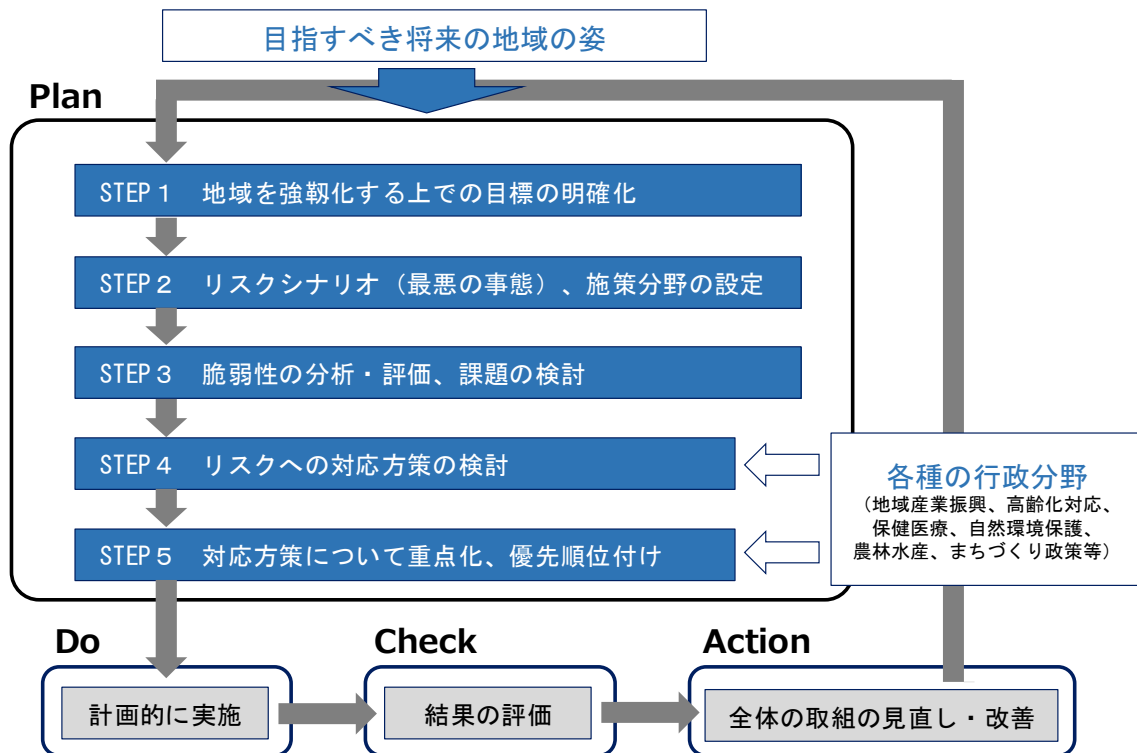 目指すべき将来の地域の姿
Plan
STEP１　地域を強靱化する上での目標の明確化
STEP２　リスクシナリオ（最悪の事態）、施策分野の設定
STEP３　脆弱性の分析・評価、課題の検討
STEP４　リスクへの対応方策の検討
STEP５　対応方策について重点化、優先順位付け
各種の行政分野
（地域産業振興、高齢化対応、
保健医療、自然環境保護、
農林水産、まちづくり政策等）
Do
計画的に実施
Check
結果の評価
Action
全体の取組の見直し・改善